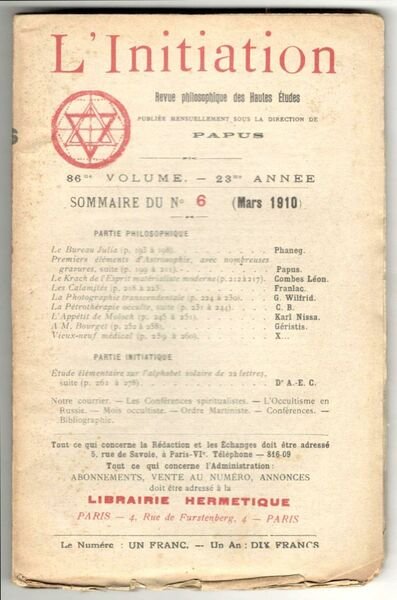 L'Initiation
Revue philosophique des Hautes Études
PUBLIÉE MENSUELLEMENT SOUS LA DIRECTION DE
PAPUS
86me VOLUME. — 23me ANNÉE
SOMMAIRE DU No 6 (Mars 1910)
PARTIE PHILOSOPHIQUE
Le Bureau Julia (p. 193 à 198). Phaneg.
Premiers éléments d'Astrosophie, avec nombreuses
gravures, suite (p. 199 à 211). Papus.
Le Krach de l'Esprit matérialiste moderne (p. 212 à 217). Combes Léon.
Les Calamités (p. 218 à 223). Franlac.
La Photographie transcendentale (p. 224 à 230). G. Wilfrid.
La Pétrothérapie occulte, suite (p. 231 à 244). C. B.
L'Appétit de Moloch (p. 245 à 251). Karl Nissa.
A M. Bourget (p. 252 à 258). Géristis.
Vieux-neuf médical (p. 259 à 260). X...
PARTIE INITIATIQUE
Étude élémentaire sur l'alphabet solaire de 22 lettres,
suite (p. 261 à 278). Dr A.-E. C.
Notre courrier. — Les Conférences spiritualistes. — L'Occultisme en
Russie. — Mois occultiste. — Ordre Martiniste. — Conférences. —
Bibliographie.
Tout ce qui concerne la Rédaction et les Échanges doit être adressé
5, rue de Savoie, à Paris-VIe. Téléphone — 816-09
Tout ce qui concerne l'Administration:
ABONNEMENTS, VENTE AU NUMÉRO, ANNONCES
doit être adressé à la
LIBRAIRIE HERMETIQUE
PARIS — 4, Rue de Furstenberg, 4 — PARIS
Le Numéro : UN FRANC. — Un An : DIX FRANCS